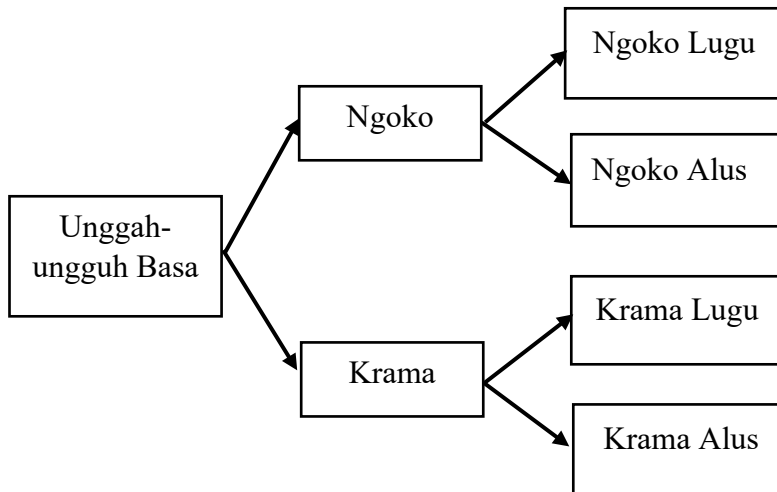 Unggah-
ungguh Basa
Ngoko
Krama
Ngoko Lugu
Ngoko Alus
Krama Lugu
Krama Alus